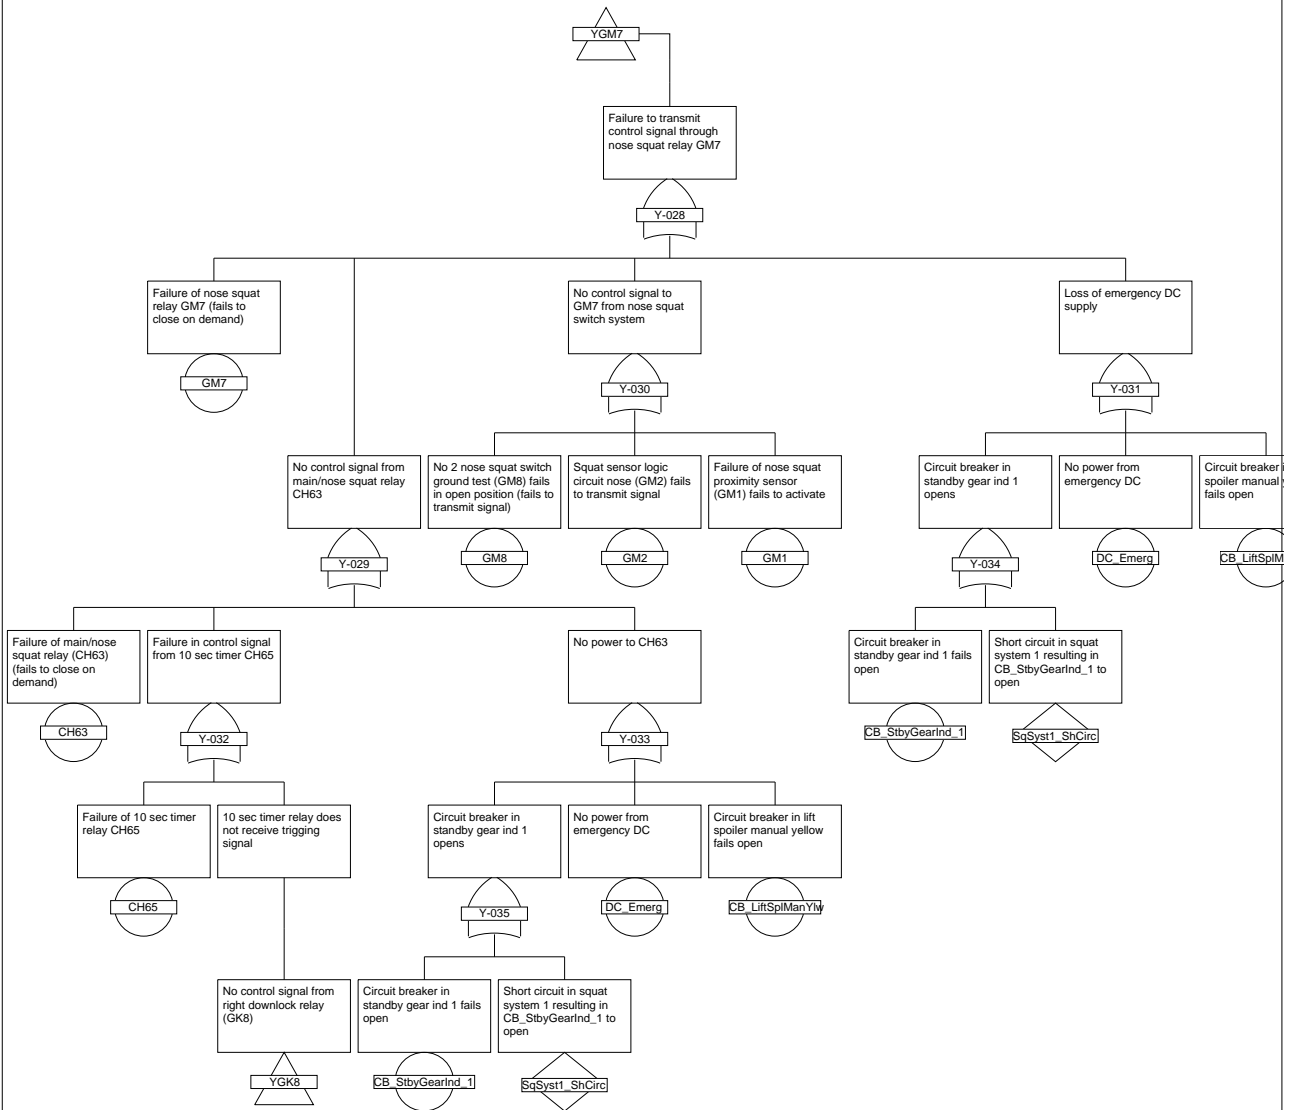 YGM7
Failure to transmit
control signal through
nose squat relay GM7
Y-028
Failure of nose squat
relay GM7 (fails to
close on demand)
GM7
No control signal to
GM7 from nose squat
switch system
Y-030
Loss of emergency DC
supply
Y-031
No control signal from
main/nose squat relay
CH63
Y-029
No 2 nose squat switch
ground test (GM8) fails
in open position (fails to
transmit signal)
GM8
Squat sensor logic
circuit nose (GM2) fails
to transmit signal
GM2
Failure of nose squat
proximity sensor
(GM1) fails to activate
GM1
Circuit breaker in
standby gear ind 1
opens
Y-034
No power from
emergency DC
DC_Emerg
Circuit breaker
spoiler manual
fails open
CB_LiftSplM
Failure of main/nose
squat relay (CH63)
(fails to close on
demand)
CH63
Failure in control signal
from 10 sec timer CH65
Y-032
No power to CH63
Y-033
Circuit breaker in
standby gear ind 1 fails
open
CB_StbyGearInd_1
Short circuit in squat
system 1 resulting in
CB_StbyGearInd_1 to
open
SqSyst1_ShCirc
Failure of 10 sec timer
relay CH65
CH65
10 sec timer relay does
not receive trigging
signal
Circuit breaker in
standby gear ind 1
opens
Y-035
No power from
emergency DC
DC_Emerg
Circuit breaker in lift
spoiler manual yellow
fails open
CB_LiftSplManYlw
No control signal from
right downlock relay
(GK8)
YGK8
Circuit breaker in
standby gear ind 1 fails
open
CB_StbyGearInd_1
Short circuit in squat
system 1 resulting in
CB_StbyGearInd_1 to
open
SqSyst1_ShCirc